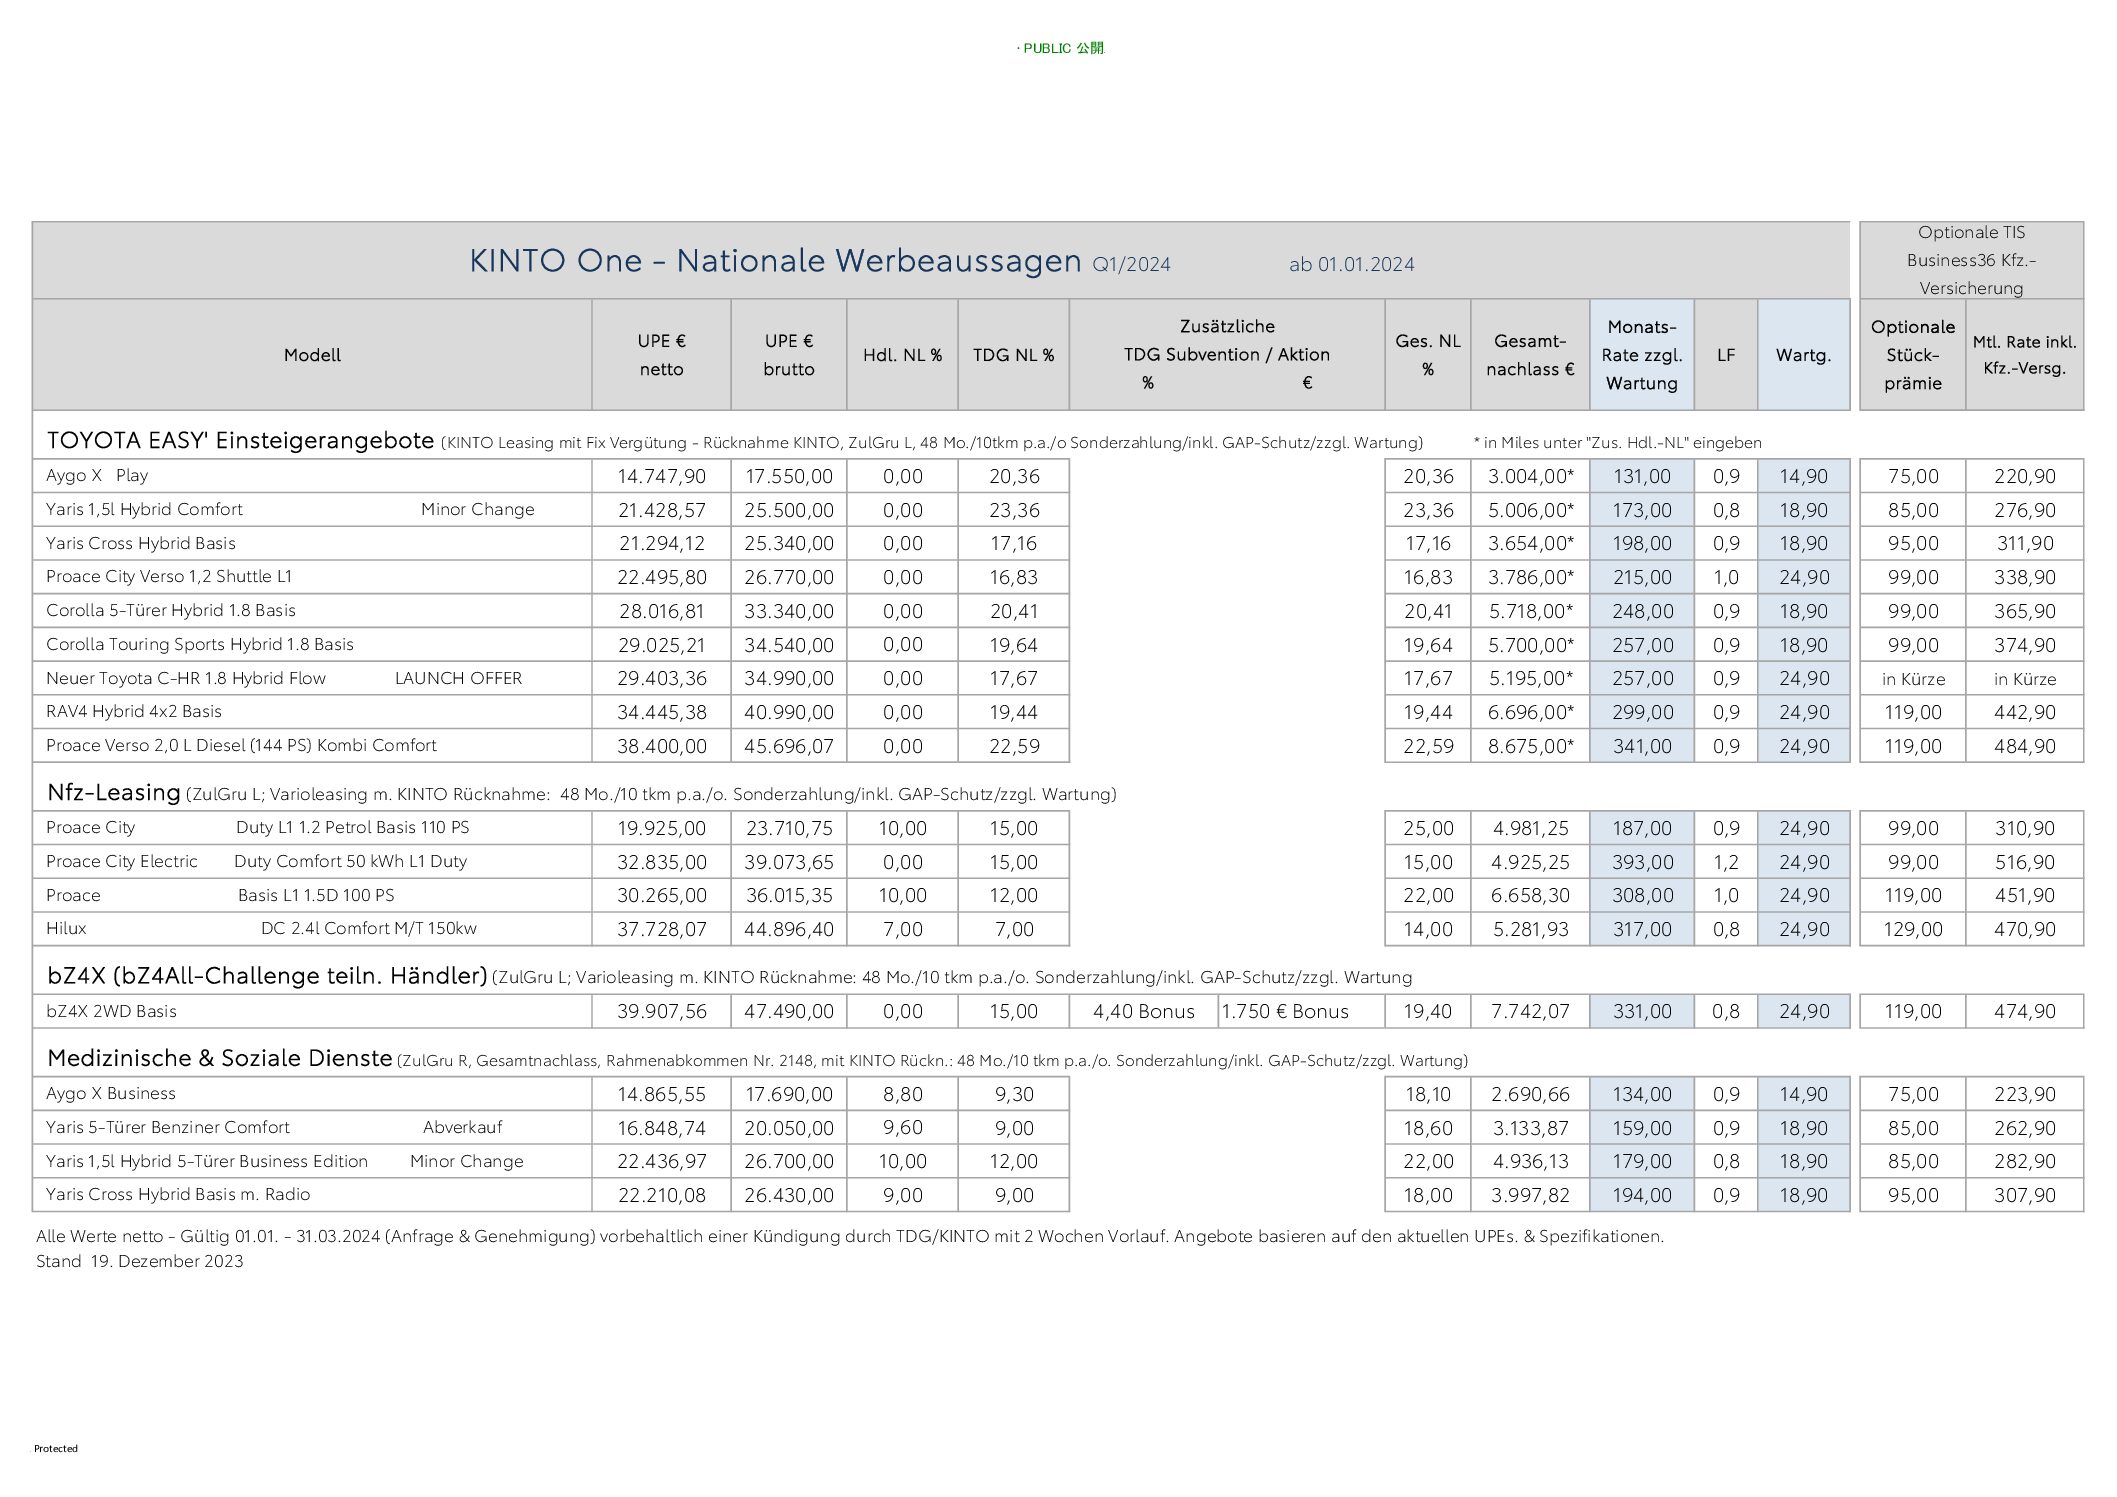 · PUBLIC 公開
KINTO One - Nationale Werbeaussagen Q1/2024 ab 01.01.2024
Optionale TIS
Business36 Kfz.-
Versicherung
Modell
UPE €
netto
UPE €
brutto
Hdl. NL %
TDG NL %
Zusätzliche
TDG Subvention / Aktion
% €
Ges. NL
%
Gesamt-
nachlass €
Monats-
Rate zzgl.
Wartung
LF
Wartg.
Optionale
Stück-
prämie
Mtl. Rate inkl.
Kfz.-Versg.
TOYOTA EASY' Einsteigerangebote (KINTO Leasing mit Fix Vergütung - Rücknahme KINTO, ZulGru L, 48 Mo./10tkm p.a./o Sonderzahlung/inkl. GAP-Schutz/zzgl. Wartung) * in Miles unter "Zus. Hdl.-NL" eingeben
Aygo X Play 14.747,90 17.550,00 0,00 20,36 20,36 3.004,00* 131,00 0,9 14,90 75,00 220,90
Yaris 1,5l Hybrid Comfort Minor Change 21.428,57 25.500,00 0,00 23,36 23,36 5.006,00* 173,00 0,8 18,90 85,00 276,90
Yaris Cross Hybrid Basis 21.294,12 25.340,00 0,00 17,16 17,16 3.654,00* 198,00 0,9 18,90 95,00 311,90
Proace City Verso 1,2 Shuttle L1 22.495,80 26.770,00 0,00 16,83 16,83 3.786,00* 215,00 1,0 24,90 99,00 338,90
Corolla 5-Türer Hybrid 1.8 Basis 28.016,81 33.340,00 0,00 20,41 20,41 5.718,00* 248,00 0,9 18,90 99,00 365,90
Corolla Touring Sports Hybrid 1.8 Basis 29.025,21 34.540,00 0,00 19,64 19,64 5.700,00* 257,00 0,9 18,90 99,00 374,90
Neuer Toyota C-HR 1.8 Hybrid Flow LAUNCH OFFER 29.403,36 34.990,00 0,00 17,67 17,67 5.195,00* 257,00 0,9 24,90 in Kürze in Kürze
RAV4 Hybrid 4x2 Basis 34.445,38 40.990,00 0,00 19,44 19,44 6.696,00* 299,00 0,9 24,90 119,00 442,90
Proace Verso 2,0 L Diesel (144 PS) Kombi Comfort 38.400,00 45.696,07 0,00 22,59 22,59 8.675,00* 341,00 0,9 24,90 119,00 484,90
Nfz-Leasing (ZulGru L; Varioleasing m. KINTO Rücknahme: 48 Mo./10 tkm p.a./o. Sonderzahlung/inkl. GAP-Schutz/zzgl. Wartung)
Proace City Duty L1 1.2 Petrol Basis 110 PS 19.925,00 23.710,75 10,00 15,00 25,00 4.981,25 187,00 0,9 24,90 99,00 310,90
Proace City Electric Duty Comfort 50 kWh L1 Duty 32.835,00 39.073,65 0,00 15,00 15,00 4.925,25 393,00 1,2 24,90 99,00 516,90
Proace Basis L1 1.5D 100 PS 30.265,00 36.015,35 10,00 12,00 22,00 6.658,30 308,00 1,0 24,90 119,00 451,90
Hilux DC 2.4l Comfort M/T 150kw 37.728,07 44.896,40 7,00 7,00 14,00 5.281,93 317,00 0,8 24,90 129,00 470,90
bZ4X (bZ4All-Challenge teiln. Händler) (ZulGru L; Varioleasing m. KINTO Rücknahme: 48 Mo./10 tkm p.a./o. Sonderzahlung/inkl. GAP-Schutz/zzgl. Wartung
bZ4X 2WD Basis 39.907,56 47.490,00 0,00 15,00 4,40 Bonus 1.750 € Bonus 19,40 7.742,07 331,00 0,8 24,90 119,00 474,90
Medizinische & Soziale Dienste (ZulGru R, Gesamtnachlass, Rahmenabkommen Nr. 2148, mit KINTO Rückn.: 48 Mo./10 tkm p.a./o. Sonderzahlung/inkl. GAP-Schutz/zzgl. Wartung)
Aygo X Business 14.865,55 17.690,00 8,80 9,30 18,10 2.690,66 134,00 0,9 14,90 75,00 223,90
Yaris 5-Türer Benziner Comfort Abverkauf 16.848,74 20.050,00 9,60 9,00 18,60 3.133,87 159,00 0,9 18,90 85,00 262,90
Yaris 1,5l Hybrid 5-Türer Business Edition Minor Change 22.436,97 26.700,00 10,00 12,00 22,00 4.936,13 179,00 0,8 18,90 85,00 282,90
Yaris Cross Hybrid Basis m. Radio 22.210,08 26.430,00 9,00 9,00 18,00 3.997,82 194,00 0,9 18,90 95,00 307,90
Alle Werte netto - Gültig 01.01. - 31.03.2024 (Anfrage & Genehmigung) vorbehaltlich einer Kündigung durch TDG/KINTO mit 2 Wochen Vorlauf. Angebote basieren auf den aktuellen UPEs. & Spezifikationen.
Stand 19. Dezember 2023
Protected